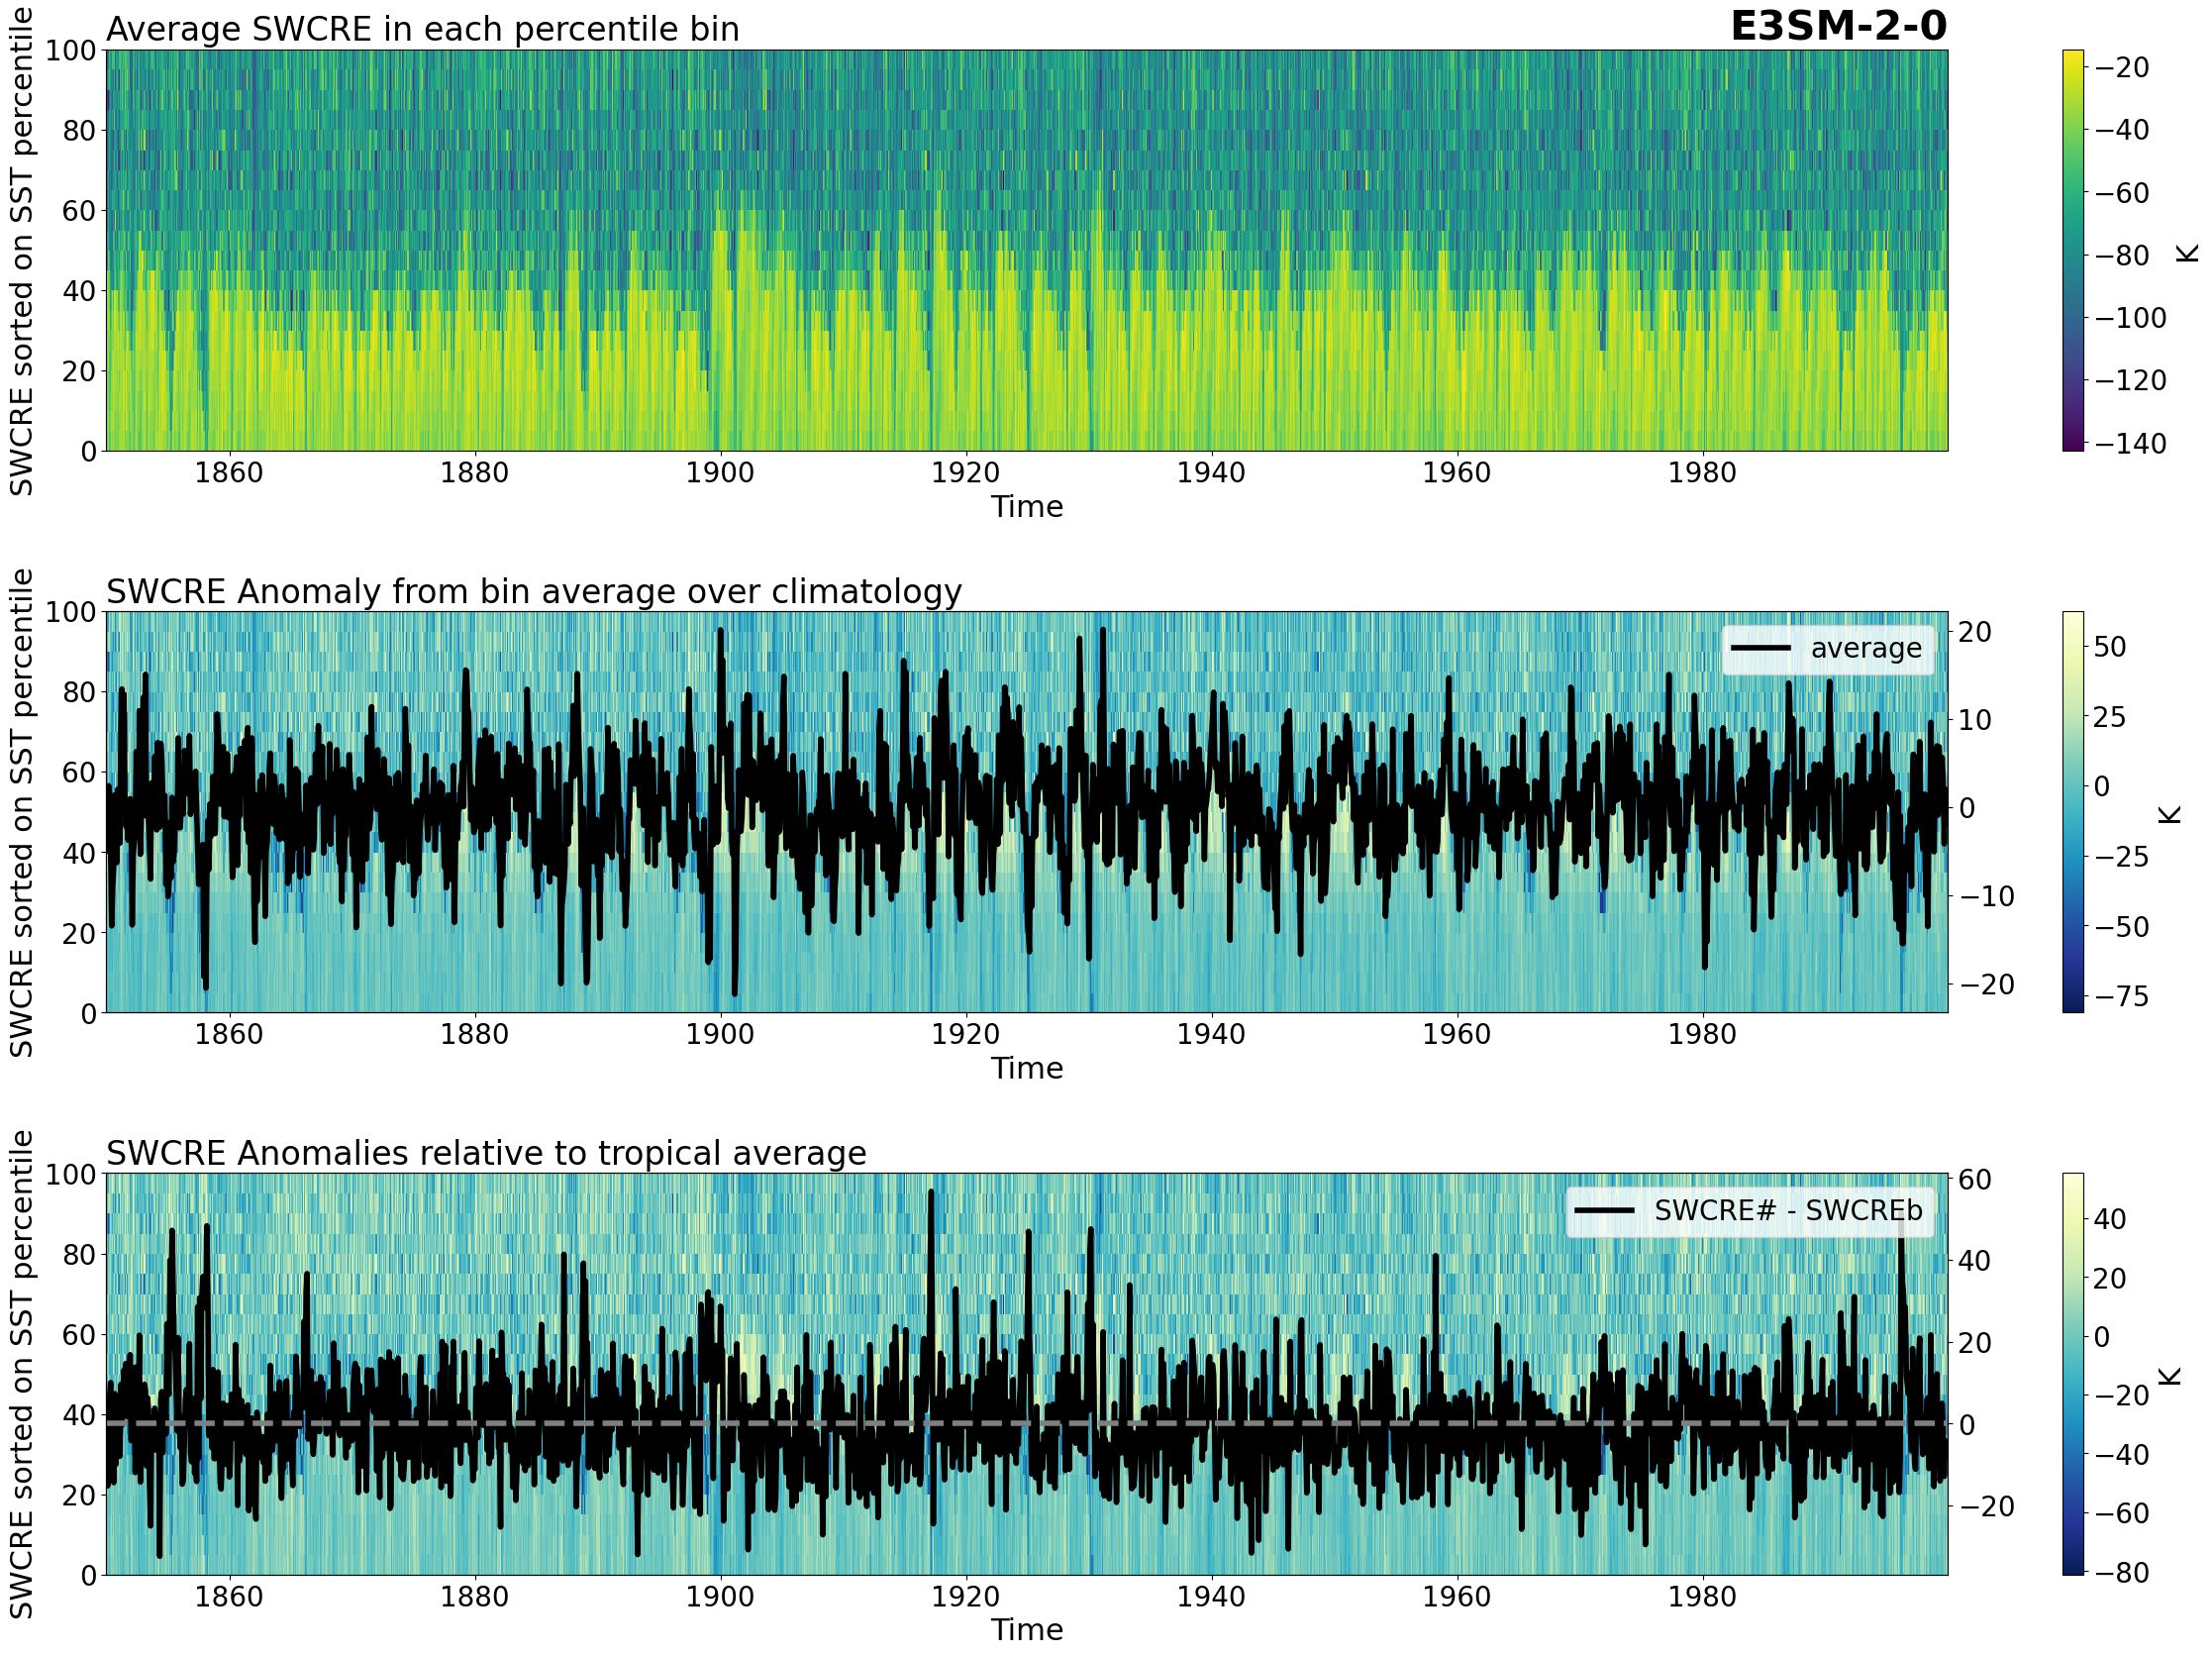 Average SWCRE in each percentile bin
E3SM-2-0
SWCRE sorted on SST percentile
100
80
60
40
20
0
1860 1880 1900 1920 1940 1960 1980
Time
−20
−40
−60
−80
−100
−120
−140
K
SWCRE Anomaly from bin average over climatology
SWCRE sorted on SST percentile
100
80
60
40
20
0
average
20
10
0
−10
−20
1860 1880 1900 1920 1940 1960 1980
Time
50
25
0
−25
−50
−75
K
SWCRE Anomalies relative to tropical average
SWCRE sorted on SST percentile
100
80
60
40
20
0
SWCRE# - SWCREb
60
40
20
0
−20
1860 1880 1900 1920 1940 1960 1980
Time
40
20
0
−20
−40
−60
−80
K